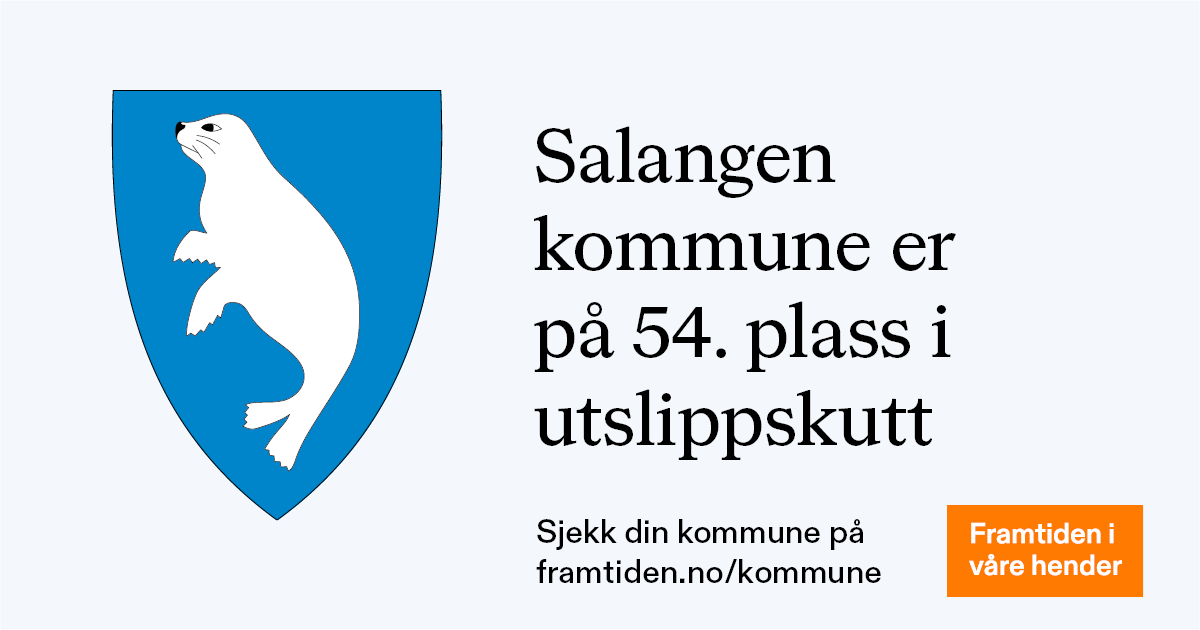 Salangen
kommune er
på 54. plass i
utslippskutt
Sjekk din kommune på
framtiden.no/kommune
Framtiden i
våre hender